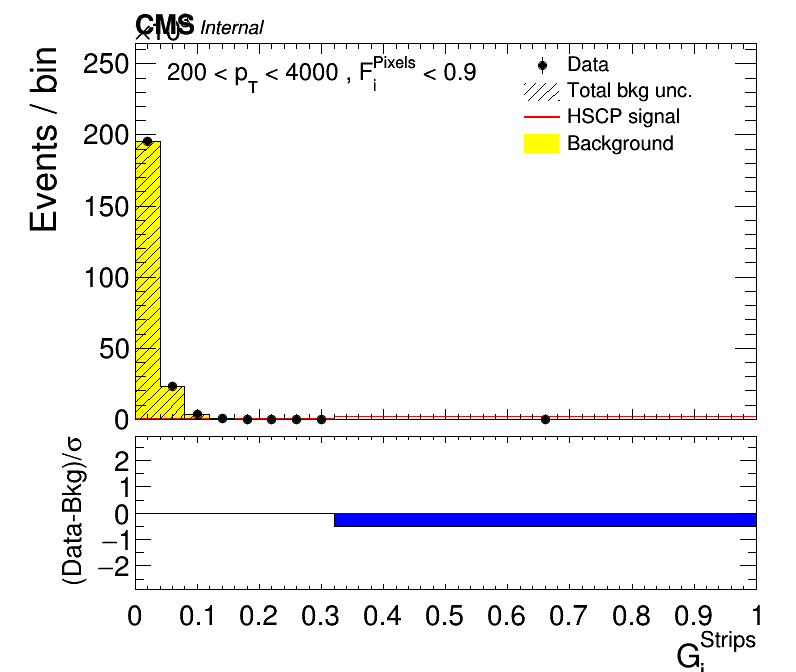 CMS Internal
×10³
Events / bin
250
200
150
100
50
0
200 < p_T < 4000 , F_i^Pixels < 0.9
Data
Total bkg unc.
HSCP signal
Background
(Data-Bkg)/σ
2
1
0
−1
−2
0 0.1 0.2 0.3 0.4 0.5 0.6 0.7 0.8 0.9 1
G_i^Strips